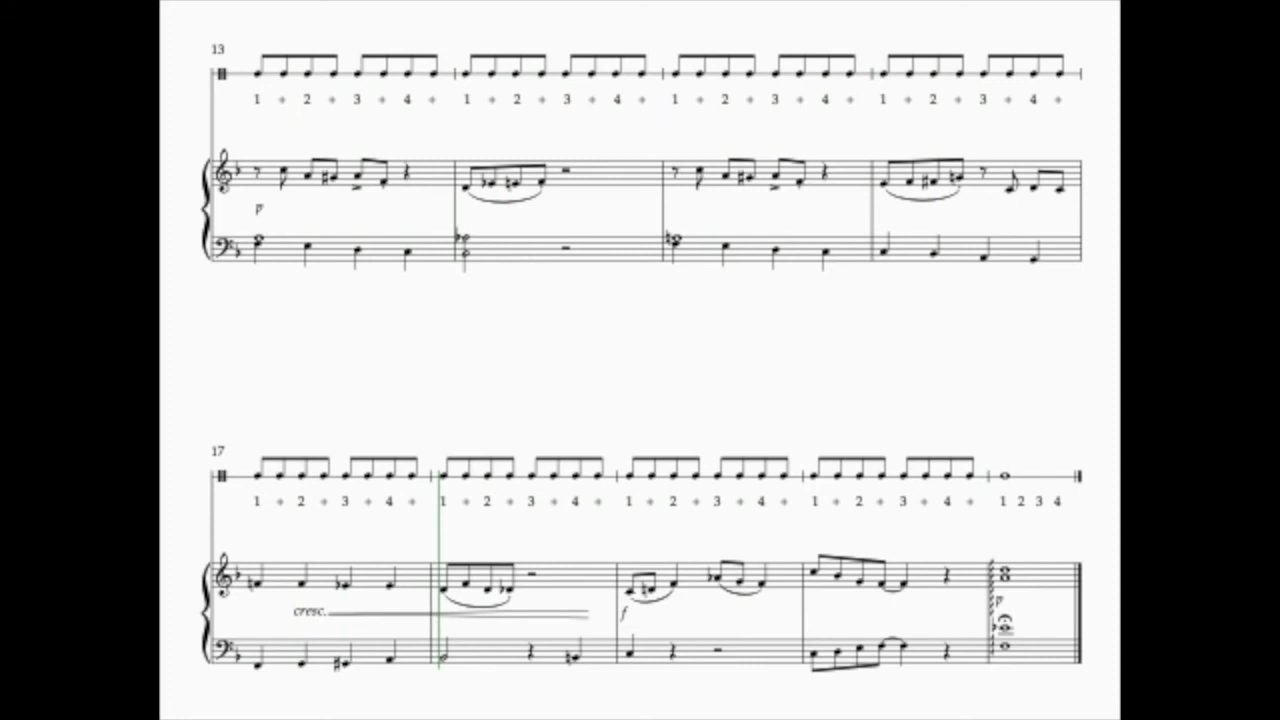 13
1 + 2 + 3 + 4 + 1 + 2 + 3 + 4 + 1 + 2 + 3 + 4 + 1 + 2 + 3 + 4 +
p
17
1 + 2 + 3 + 4 + 1 + 2 + 3 + 4 + 1 + 2 + 3 + 4 + 1 + 2 + 3 + 4 + 1 2 3 4
cresc. f p